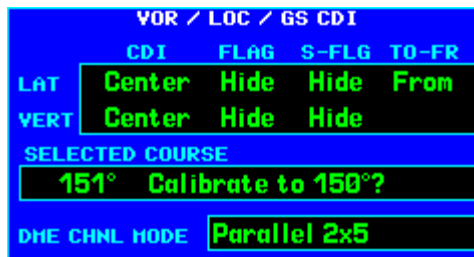 VOR / LOC / GS CDI
CDI FLAG S-FLG TO-FR
LAT Center Hide Hide From
VERT Center Hide Hide
SELECTED COURSE
151° Calibrate to 150°?
DME CHNL MODE Parallel 2x5